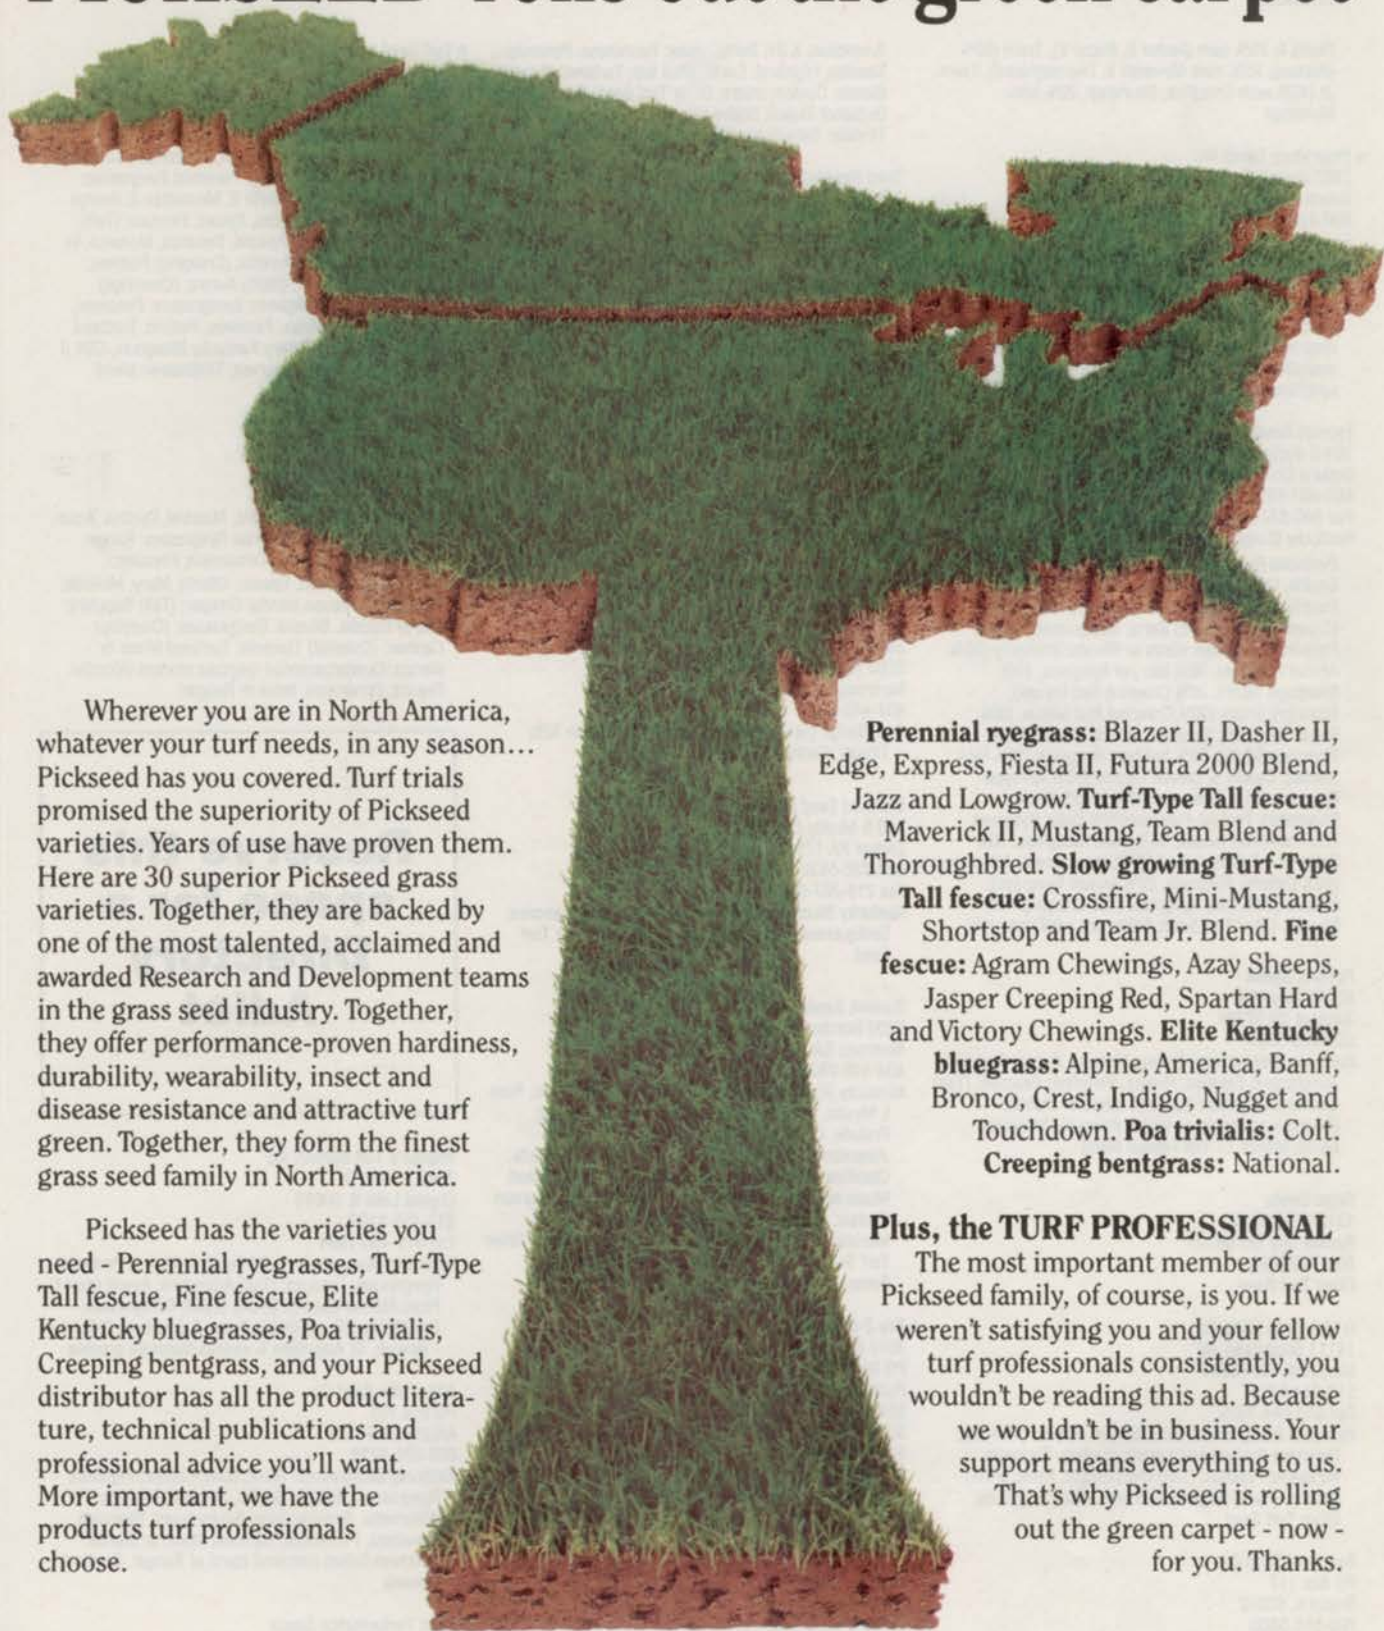 PICKSEED rolls out the green carpet
Wherever you are in North America,
whatever your turf needs, in any season...
Pickseed has you covered. Turf trials
promised the superiority of Pickseed
varieties. Years of use have proven them.
Here are 30 superior Pickseed grass
varieties. Together, they are backed by
one of the most talented, acclaimed and
awarded Research and Development teams
in the grass seed industry. Together,
they offer performance-proven hardiness,
durability, wearability, insect and
disease resistance and attractive turf
green. Together, they form the finest
grass seed family in North America.
Pickseed has the varieties you
need - Perennial ryegrasses, Turf-Type
Tall fescue, Fine fescue, Elite
Kentucky bluegrasses, Poa trivialis,
Creeping bentgrass, and your Pickseed
distributor has all the product litera-
ture, technical publications and
professional advice you'll want.
More important, we have the
products turf professionals
choose.
Perennial ryegrass: Blazer II, Dasher II,
Edge, Express, Fiesta II, Futura 2000 Blend,
Jazz and Lowgrow. Turf-Type Tall fescue:
Maverick II, Mustang, Team Blend and
Thoroughbred. Slow growing Turf-Type
Tall fescue: Crossfire, Mini-Mustang,
Shortstop and Team Jr. Blend. Fine
fescue: Agram Chewings, Azay Sheeps,
Jasper Creeping Red, Spartan Hard
and Victory Chewings. Elite Kentucky
bluegrass: Alpine, America, Banff,
Bronco, Crest, Indigo, Nugget and
Touchdown. Poa trivialis: Colt.
Creeping bentgrass: National.
Plus, the TURF PROFESSIONAL
The most important member of our
Pickseed family, of course, is you. If we
weren't satisfying you and your fellow
turf professionals consistently, you
wouldn't be reading this ad. Because
we wouldn't be in business. Your
support means everything to us.
That's why Pickseed is rolling
out the green carpet - now -
for you. Thanks.